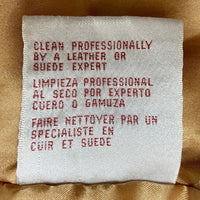 CLEAN PROFESSIONALLY
BY A LEATHER OR
SUEDE EXPERT
LIMPIEZA PROFESIONAL
AL SECO POR EXPERTO
CUERO O GAMUZA
FAIRE NETTOYER PAR UN
SPECIALISTE EN
CUIR ET SUEDE